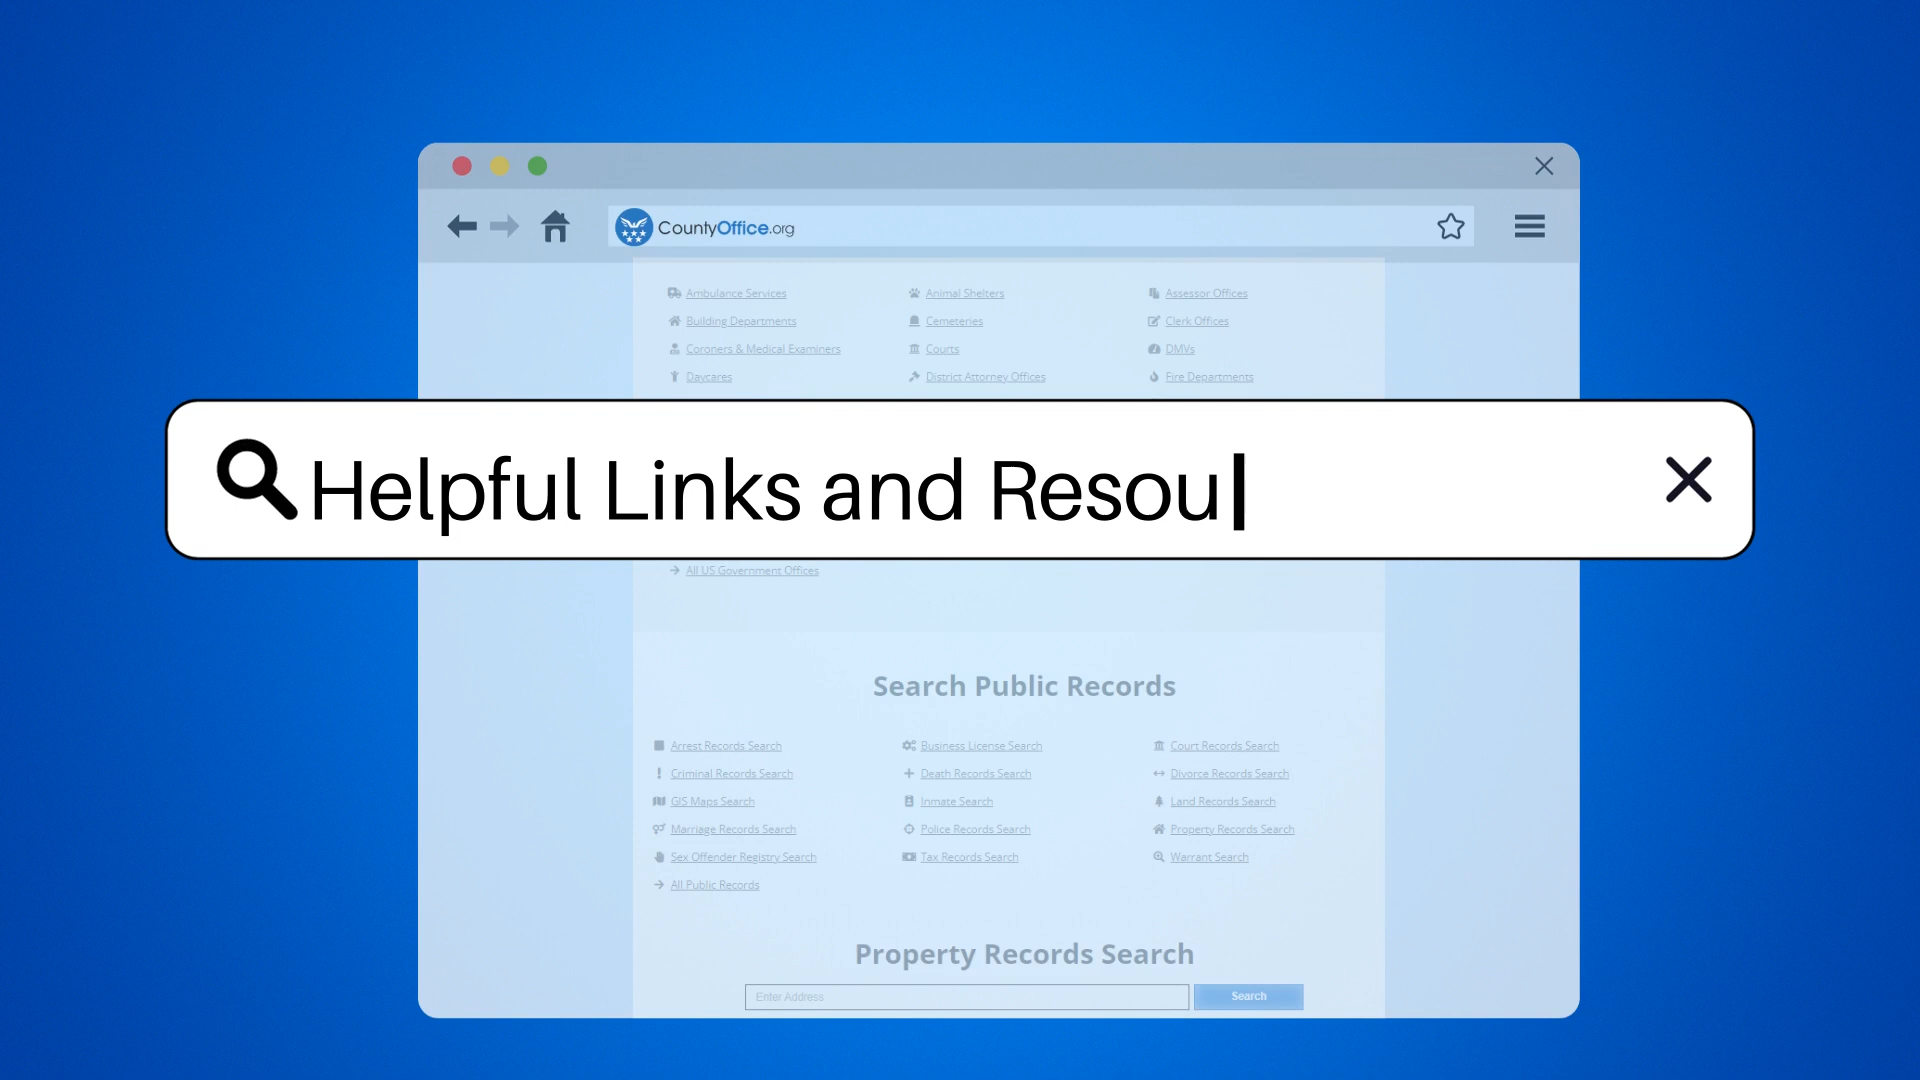 CountyOffice.org
Ambulance Services Animal Shelters Assessor Offices
Building Departments Cemeteries Clerk Offices
Coroners & Medical Examiners Courts DMVs
Daycares District Attorney Offices Fire Departments
Helpful Links and Resou
All US Government Offices
Search Public Records
Arrest Records Search Business License Search Court Records Search
Criminal Records Search Death Records Search Divorce Records Search
GIS Maps Search Inmate Search Land Records Search
Marriage Records Search Police Records Search Property Records Search
Sex Offender Registry Search Tax Records Search Warrant Search
All Public Records
Property Records Search
Enter Address Search